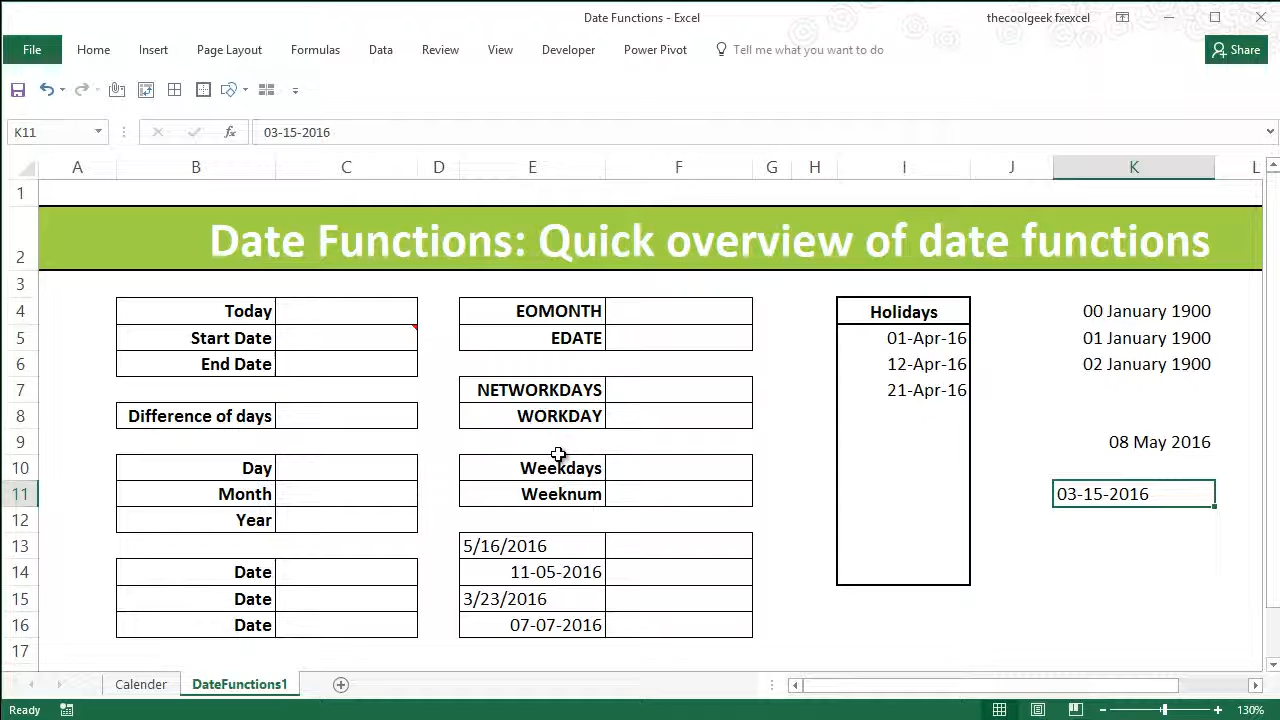 Date Functions - Excel
thecoolgeek fxexcel
File Home Insert Page Layout Formulas Data Review View Developer Power Pivot Tell me what you want to do Share
K11 fx 03-15-2016
A B C D E F G H I J K L
1
2 Date Functions: Quick overview of date functions
3
4 Today EOMONTH Holidays 00 January 1900
5 Start Date EDATE 01-Apr-16 01 January 1900
6 End Date 12-Apr-16 02 January 1900
7 NETWORKDAYS 21-Apr-16
8 Difference of days WORKDAY
9 08 May 2016
10 Day Weekdays
11 Month Weeknum 03-15-2016
12 Year
13 5/16/2016
14 Date 11-05-2016
15 Date 3/23/2016
16 Date 07-07-2016
17
Calender DateFunctions1
Ready 130%